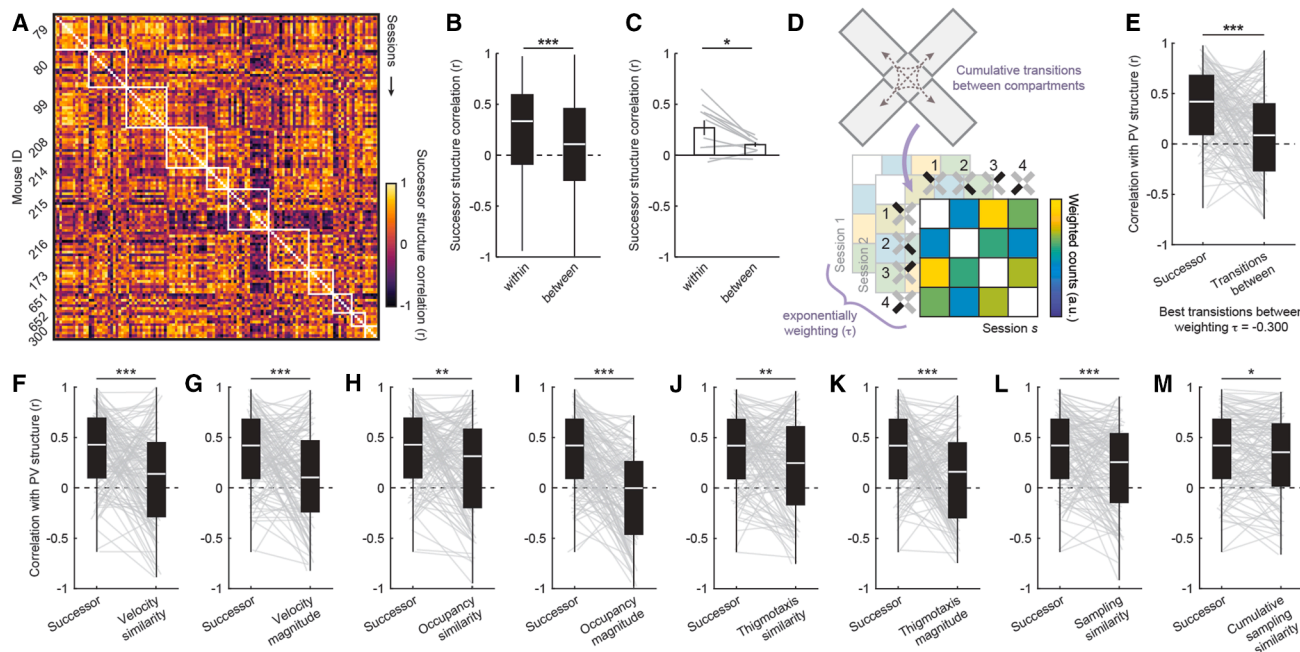 A
Sessions
Mouse ID
79
80
99
208
214
215
216
173
651
652
300
1
0
-1
Successor structure correlation (r)
B
***
Successor structure correlation (r)
1
0.5
0
0.5
-1
within
between
C
*
Successor structure correlation (r)
1
0.5
0
0.5
-1
within
between
D
Cumulative transitions
between compartments
1
2
3
4
1
2
3
4
Session 1
Session 2
exponentially
weighting (τ)
Session s
Weighted counts (a.u.)
E
***
Correlation with PV structure (r)
1
0.5
0
0.5
-1
Successor
Transitions
between
Best transistions between
weighting τ = -0.300
F
***
Correlation with PV structure (r)
1
0.5
0
0.5
-1
Successor
Velocity
similarity
G
***
1
0.5
0
0.5
-1
Successor
Velocity
magnitude
H
**
1
0.5
0
0.5
-1
Successor
Occupancy
similarity
I
***
1
0.5
0
0.5
-1
Successor
Occupancy
magnitude
J
**
1
0.5
0
0.5
-1
Successor
Thigmotaxis
similarity
K
***
1
0.5
0
0.5
-1
Successor
Thigmotaxis
magnitude
L
***
1
0.5
0
0.5
-1
Successor
Sampling
similarity
M
*
1
0.5
0
0.5
-1
Successor
Cumulative
sampling
similarity